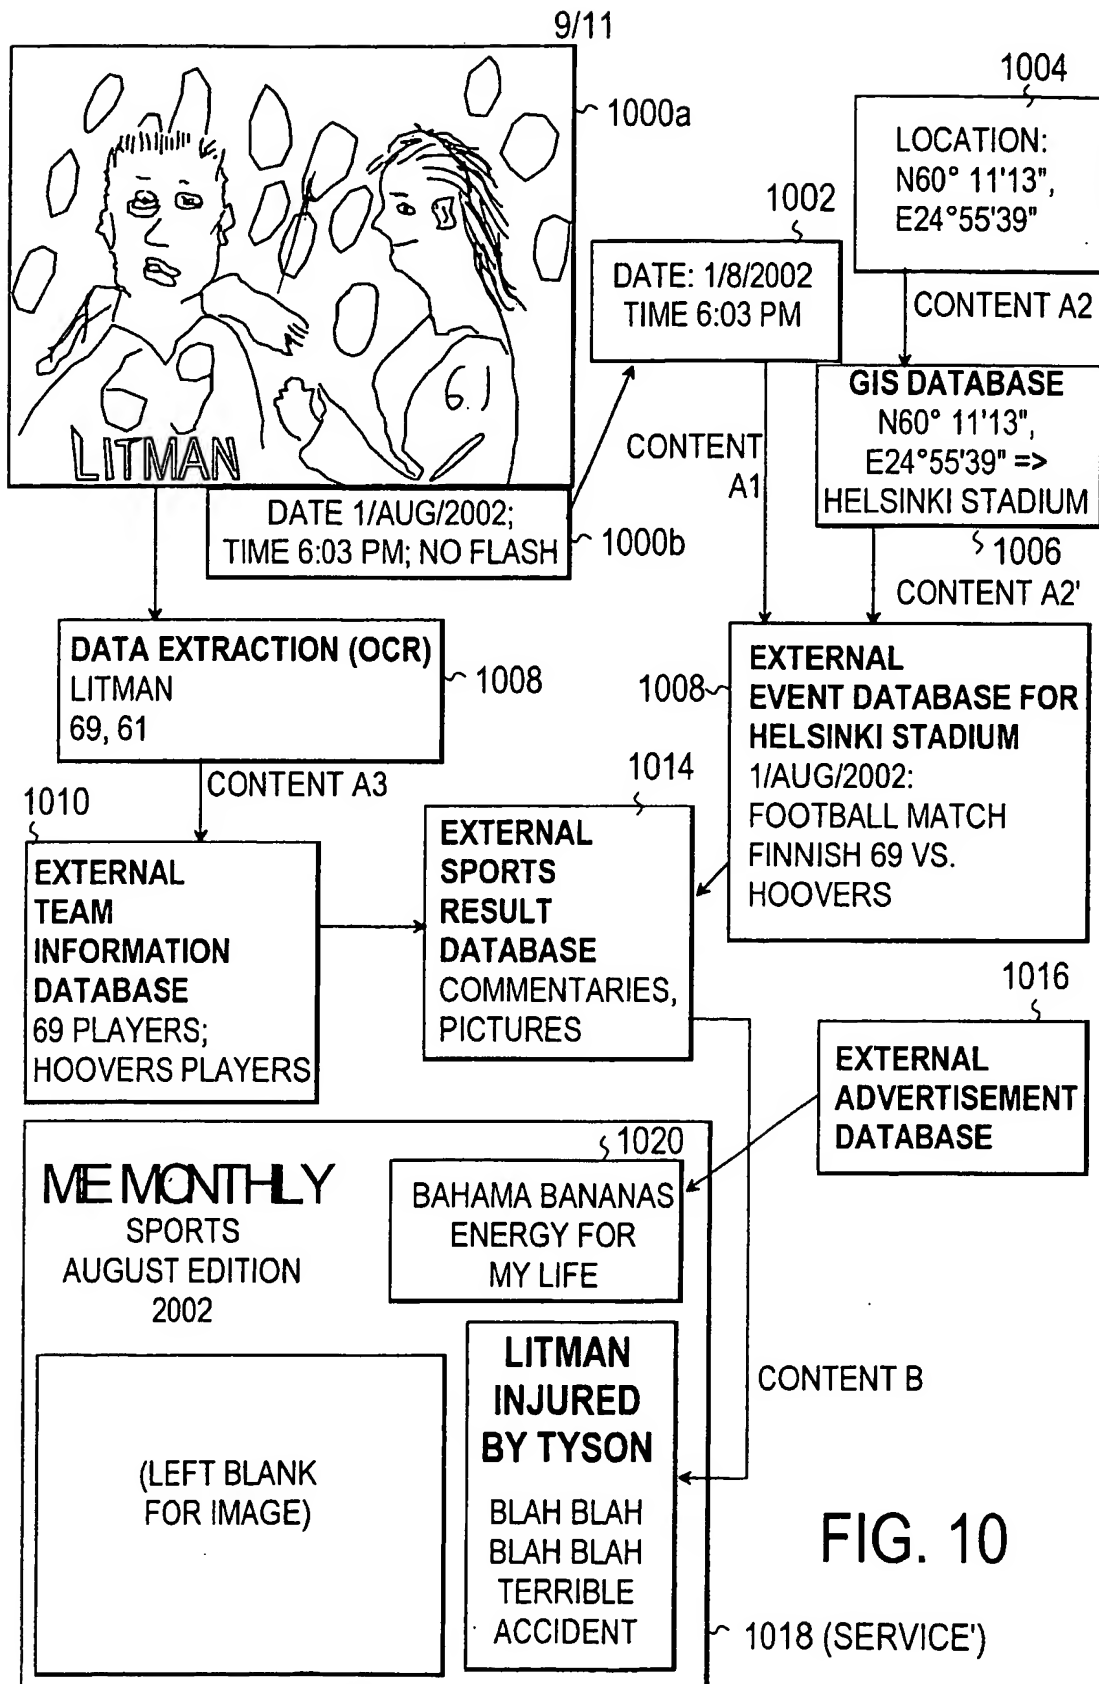 9/11
1000a
LITMAN
61
DATE 1/AUG/2002;
TIME 6:03 PM; NO FLASH
1000b
1002
DATE: 1/8/2002
TIME 6:03 PM
1004
LOCATION:
N60° 11'13",
E24°55'39"
CONTENT A2
GIS DATABASE
N60° 11'13",
E24°55'39" =>
HELSINKI STADIUM
1006
CONTENT
A1
CONTENT A2'
DATA EXTRACTION (OCR)
LITMAN
69, 61
1008
CONTENT A3
1008
EXTERNAL
EVENT DATABASE FOR
HELSINKI STADIUM
1/AUG/2002:
FOOTBALL MATCH
FINNISH 69 VS.
HOOVERS
1010
EXTERNAL
TEAM
INFORMATION
DATABASE
69 PLAYERS;
HOOVERS PLAYERS
1014
EXTERNAL
SPORTS
RESULT
DATABASE
COMMENTARIES,
PICTURES
1016
EXTERNAL
ADVERTISEMENT
DATABASE
ME MONTHLY
SPORTS
AUGUST EDITION
2002
1020
BAHAMA BANANAS
ENERGY FOR
MY LIFE
(LEFT BLANK
FOR IMAGE)
LITMAN
INJURED
BY TYSON
BLAH BLAH
BLAH BLAH
TERRIBLE
ACCIDENT
CONTENT B
1018 (SERVICE')
FIG. 10